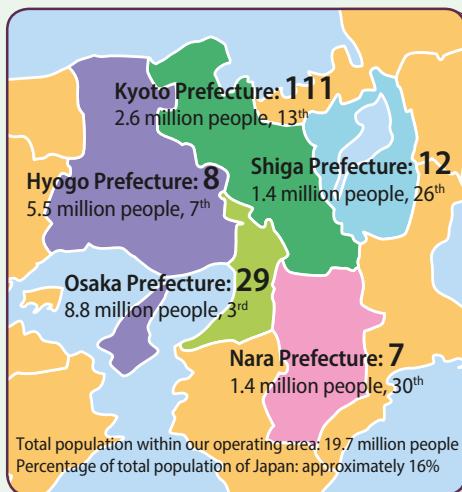 Kyoto Prefecture: 111
2.6 million people, 13th
Shiga Prefecture: 12
1.4 million people, 26th
Hyogo Prefecture: 8
5.5 million people, 7th
Osaka Prefecture: 29
8.8 million people, 3rd
Nara Prefecture: 7
1.4 million people, 30th
Total population within our operating area: 19.7 million people
Percentage of total population of Japan: approximately 16%